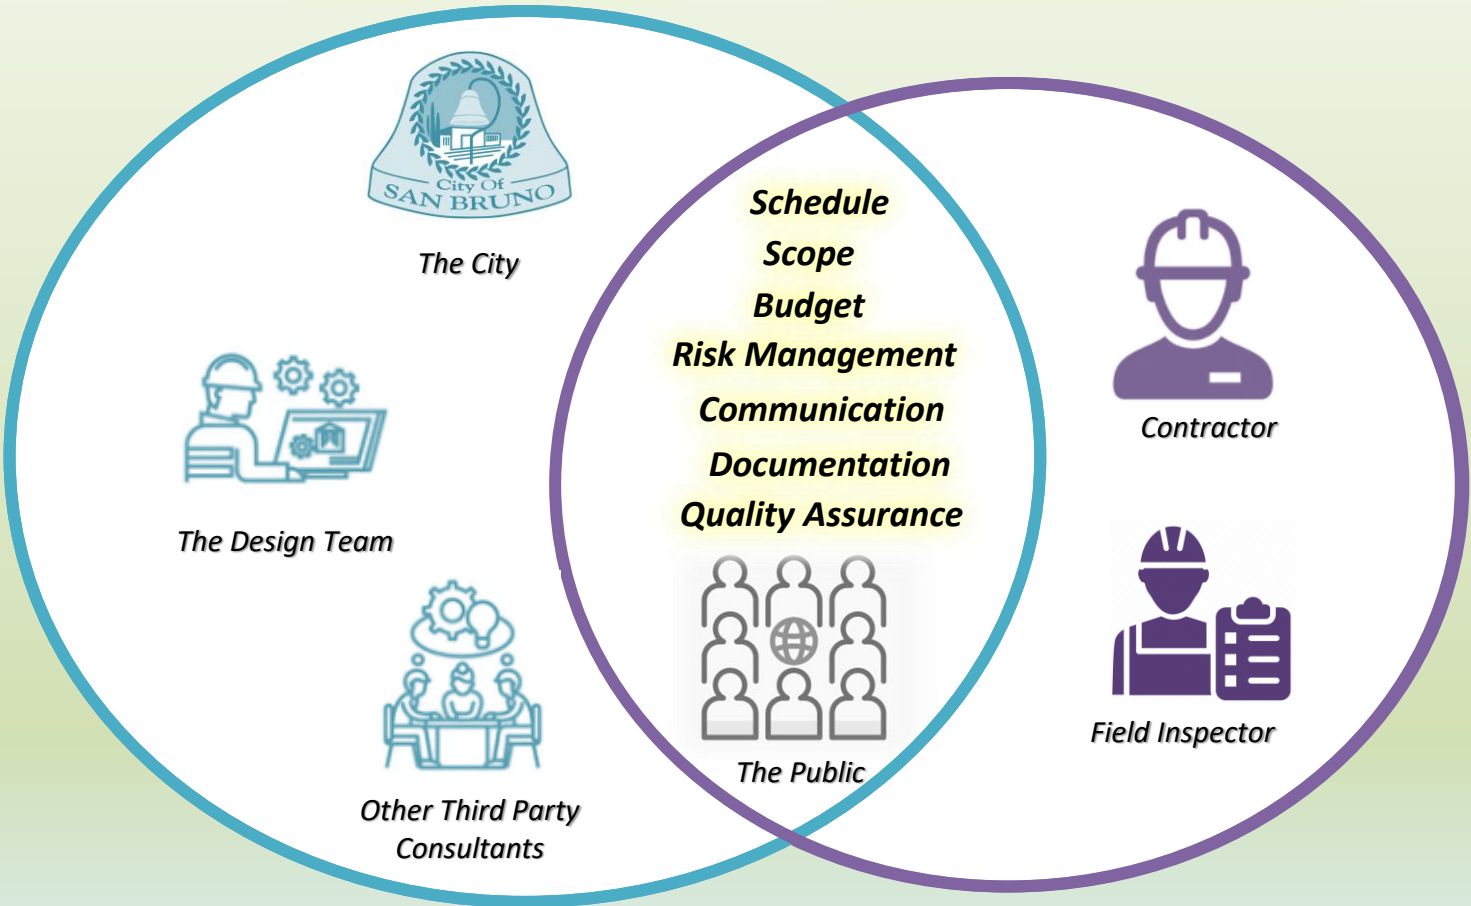 City Of
SAN BRUNO
The City
The Design Team
Other Third Party
Consultants
Schedule
Scope
Budget
Risk Management
Communication
Documentation
Quality Assurance
The Public
Contractor
Field Inspector